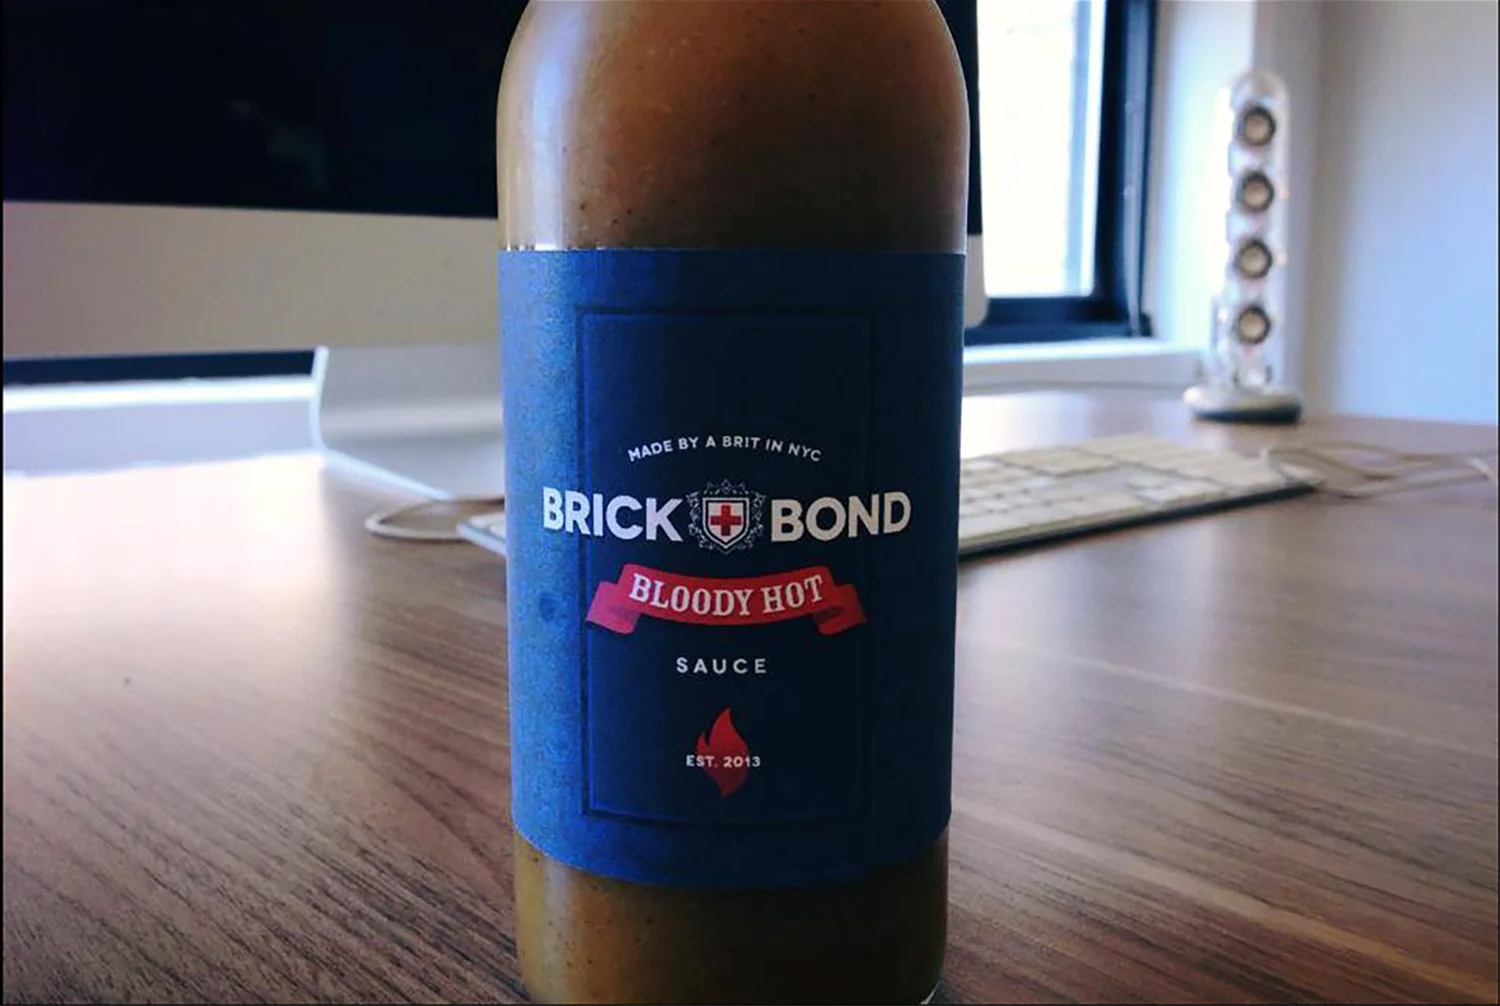 MADE BY A BRIT IN NYC
BRICK BOND
BLOODY HOT
SAUCE
EST. 2013